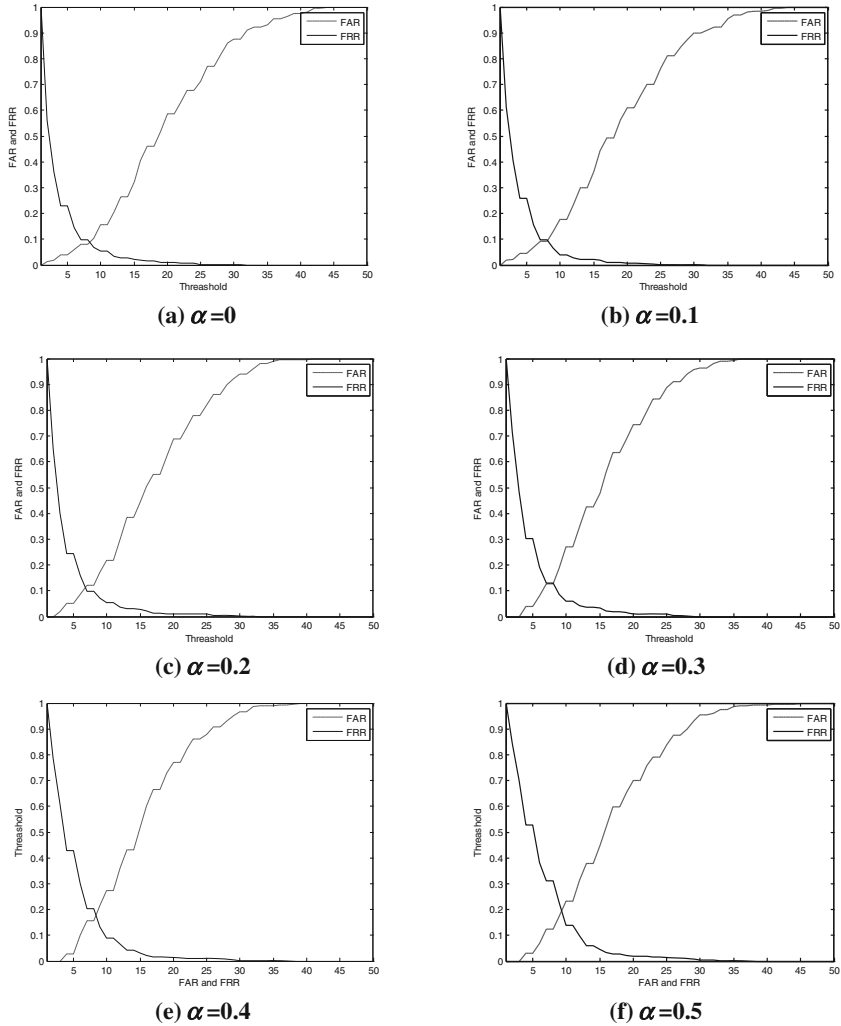 1
0.9
0.8
0.7
0.6
0.5
0.4
0.3
0.2
0.1
0
FAR and FRR
FAR
FRR
5 10 15 20 25 30 35 40 45 50
Threashold
(a) α=0
1
0.9
0.8
0.7
0.6
0.5
0.4
0.3
0.2
0.1
0
FAR and FRR
FAR
FRR
5 10 15 20 25 30 35 40 45 50
Threashold
(b) α=0.1
1
0.9
0.8
0.7
0.6
0.5
0.4
0.3
0.2
0.1
0
FAR and FRR
FAR
FRR
5 10 15 20 25 30 35 40 45 50
Threashold
(c) α=0.2
1
0.9
0.8
0.7
0.6
0.5
0.4
0.3
0.2
0.1
0
FAR and FRR
FAR
FRR
5 10 15 20 25 30 35 40 45 50
Threashold
(d) α=0.3
1
0.9
0.8
0.7
0.6
0.5
0.4
0.3
0.2
0.1
0
Threashold
FAR
FRR
5 10 15 20 25 30 35 40 45 50
FAR and FRR
(e) α=0.4
1
0.9
0.8
0.7
0.6
0.5
0.4
0.3
0.2
0.1
0
Threashold
FAR
FRR
5 10 15 20 25 30 35 40 45 50
FAR and FRR
(f) α=0.5